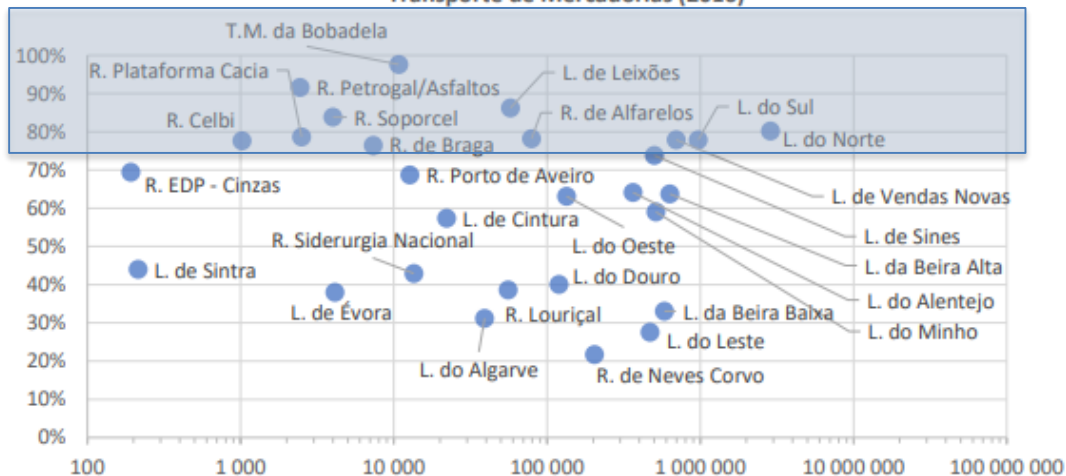 Transporte de Mercadorias (2016)
T.M. da Bobadela
100%
R. Plataforma Cacia
L. de Leixões
90%
R. Petrogal/Asfaltos
R. Celbi
R. Soporcel
R. de Alfarelos
L. do Sul
80%
R. de Braga
L. do Norte
70%
R. EDP - Cinzas
R. Porto de Aveiro
L. de Vendas Novas
60%
L. de Cintura
R. Siderurgia Nacional
L. do Oeste
L. de Sines
50%
L. de Sintra
L. do Douro
L. da Beira Alta
40%
L. de Évora
R. Louriçal
L. da Beira Baixa
L. do Alentejo
30%
L. do Leste
L. do Minho
L. do Algarve
R. de Neves Corvo
20%
10%
0%
100 1 000 10 000 100 000 1 000 000 10 000 000 100 000 000